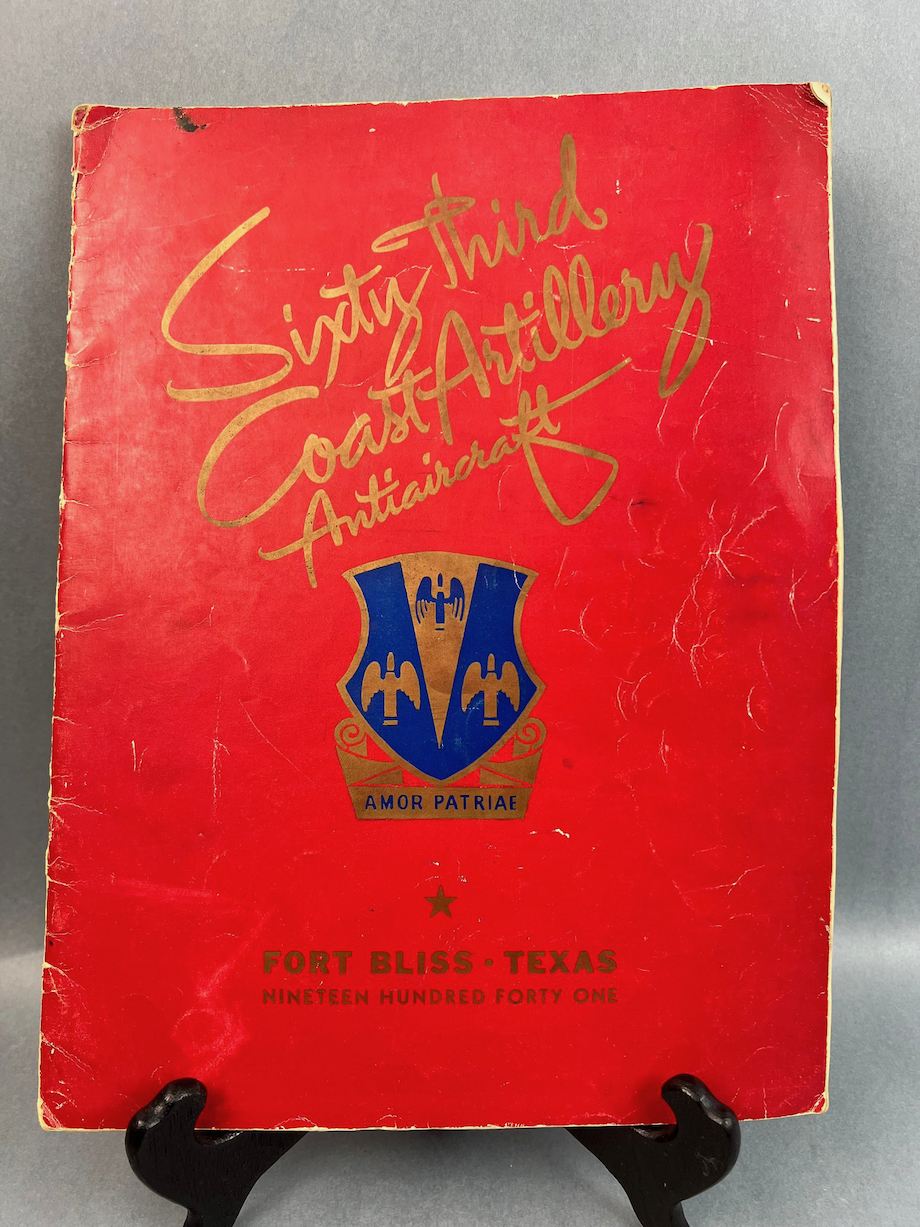 Sixty Third
Coast Artillery
Antiaircraft
AMOR PATRIAE
FORT BLISS · TEXAS
NINETEEN HUNDRED FORTY ONE